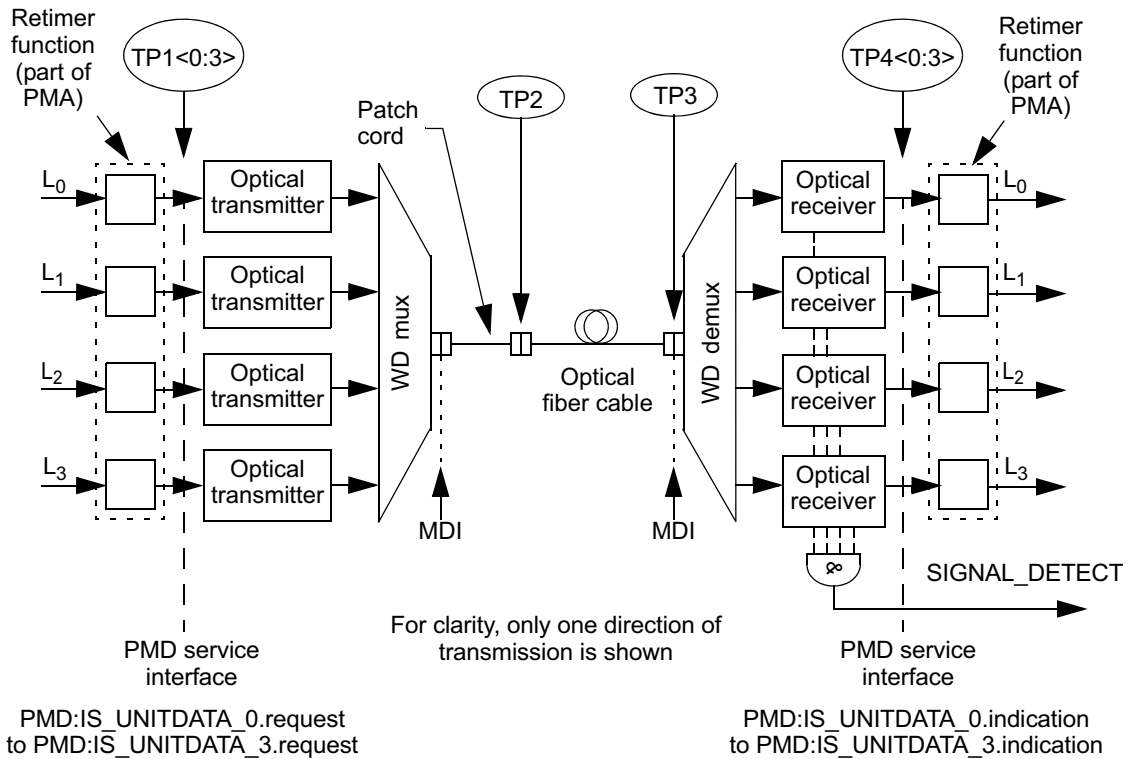 Retimer
function
(part of
PMA)
TP1<0:3>
Patch
cord
TP2
TP3
TP4<0:3>
Retimer
function
(part of
PMA)
L0
Optical
transmitter
Optical
receiver
L0
L1
Optical
transmitter
Optical
receiver
L1
WD mux
WD demux
L2
Optical
transmitter
Optical
fiber cable
Optical
receiver
L2
L3
Optical
transmitter
Optical
receiver
L3
MDI
MDI
&
SIGNAL_DETECT
For clarity, only one direction of
transmission is shown
PMD service
interface
PMD service
interface
PMD:IS_UNITDATA_0.request
to PMD:IS_UNITDATA_3.request
PMD:IS_UNITDATA_0.indication
to PMD:IS_UNITDATA_3.indication